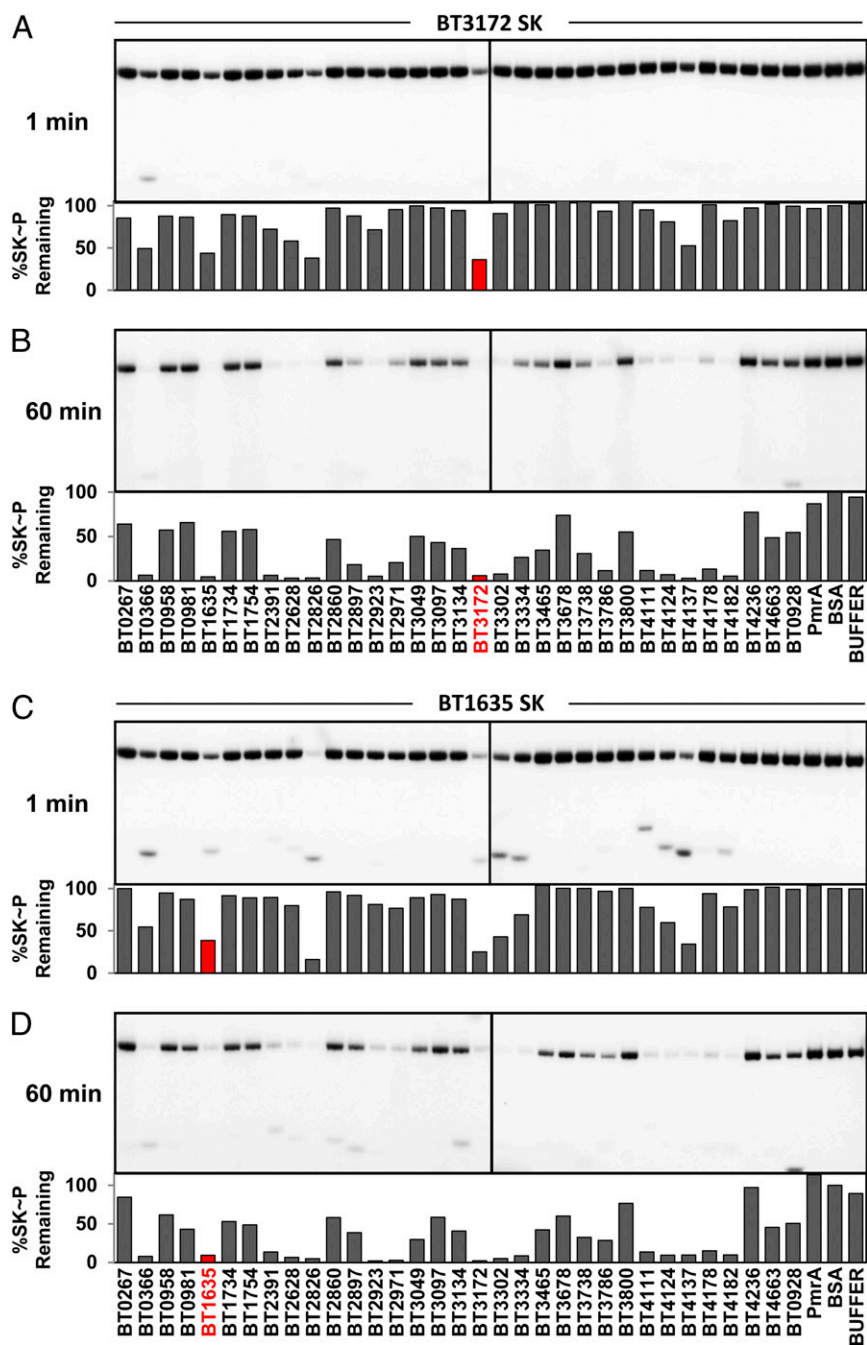 A
BT3172 SK
1 min
%SK~P
Remaining
100
50
0
B
60 min
%SK~P
Remaining
100
50
0
BT0267
BT0366
BT0958
BT0981
BT1635
BT1734
BT1754
BT2391
BT2628
BT2826
BT2860
BT2897
BT2923
BT2971
BT3049
BT3097
BT3134
BT3172
BT3302
BT3334
BT3465
BT3678
BT3738
BT3786
BT3800
BT4111
BT4124
BT4137
BT4178
BT4182
BT4236
BT4663
BT0928
PmrA
BSA
BUFFER
C
BT1635 SK
1 min
%SK~P
Remaining
100
50
0
D
60 min
%SK~P
Remaining
100
50
0
BT0267
BT0366
BT0958
BT0981
BT1635
BT1734
BT1754
BT2391
BT2628
BT2826
BT2860
BT2897
BT2923
BT2971
BT3049
BT3097
BT3134
BT3172
BT3302
BT3334
BT3465
BT3678
BT3738
BT3786
BT3800
BT4111
BT4124
BT4137
BT4178
BT4182
BT4236
BT4663
BT0928
PmrA
BSA
BUFFER